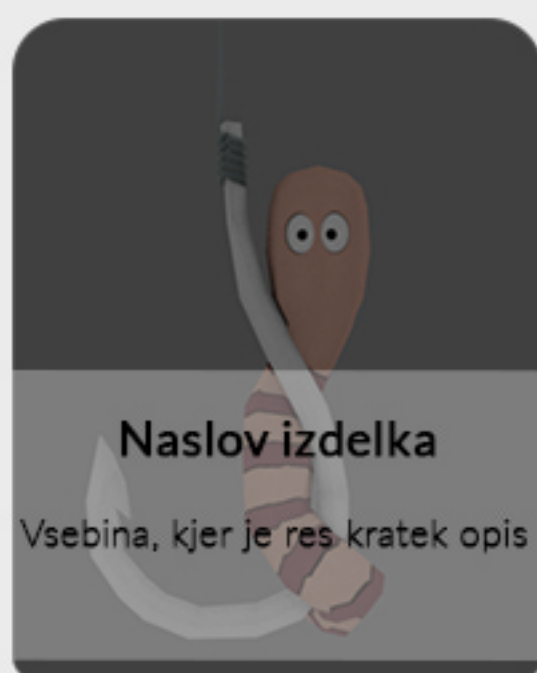 Naslov izdelka
Vsebina, kjer je res kratek opis